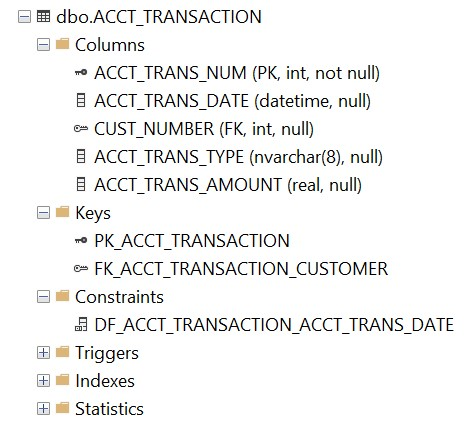 dbo.ACCT_TRANSACTION
Columns
ACCT_TRANS_NUM (PK, int, not null)
ACCT_TRANS_DATE (datetime, null)
CUST_NUMBER (FK, int, null)
ACCT_TRANS_TYPE (nvarchar(8), null)
ACCT_TRANS_AMOUNT (real, null)
Keys
PK_ACCT_TRANSACTION
FK_ACCT_TRANSACTION_CUSTOMER
Constraints
DF_ACCT_TRANSACTION_ACCT_TRANS_DATE
Triggers
Indexes
Statistics